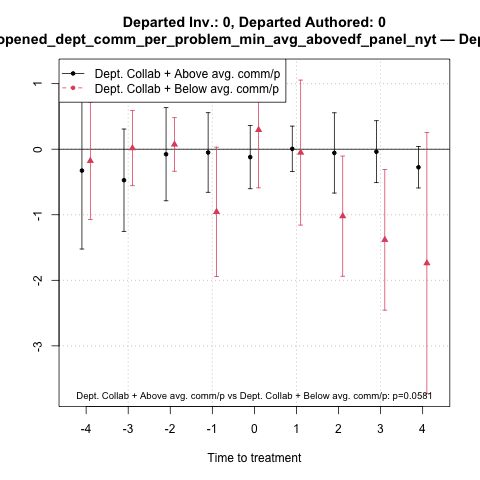 Departed Inv.: 0, Departed Authored: 0
opened_dept_comm_per_problem_min_avg_abovedf_panel_nyt — Dep
Dept. Collab + Above avg. comm/p
Dept. Collab + Below avg. comm/p
1
0
-1
-2
-3
Dept. Collab + Above avg. comm/p vs Dept. Collab + Below avg. comm/p: p=0.0581
-4 -3 -2 -1 0 1 2 3 4
Time to treatment